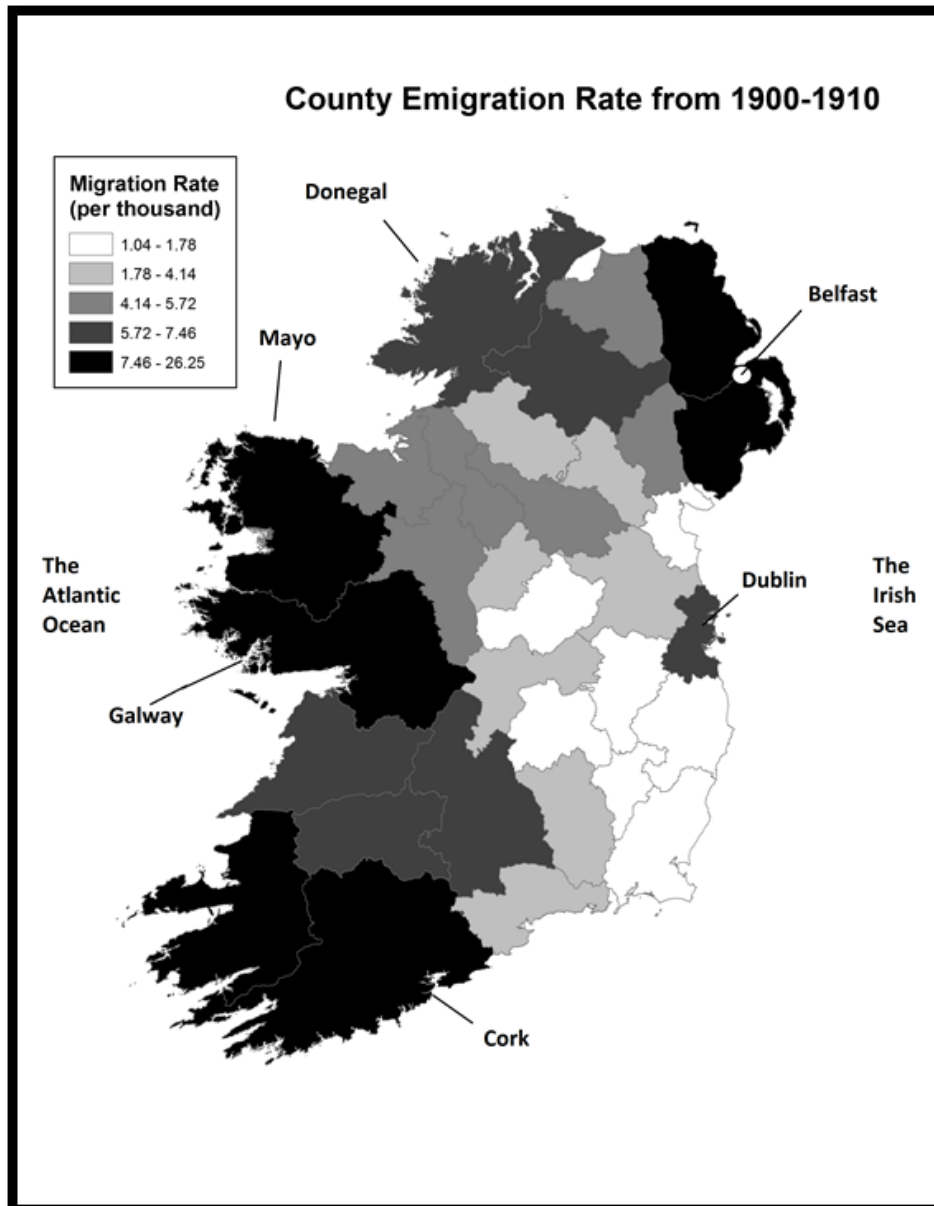 County Emigration Rate from 1900-1910
Migration Rate
(per thousand)
1.04 - 1.78
1.78 - 4.14
4.14 - 5.72
5.72 - 7.46
7.46 - 26.25
Donegal
Belfast
Mayo
The
Atlantic
Ocean
Dublin
The
Irish
Sea
Galway
Cork